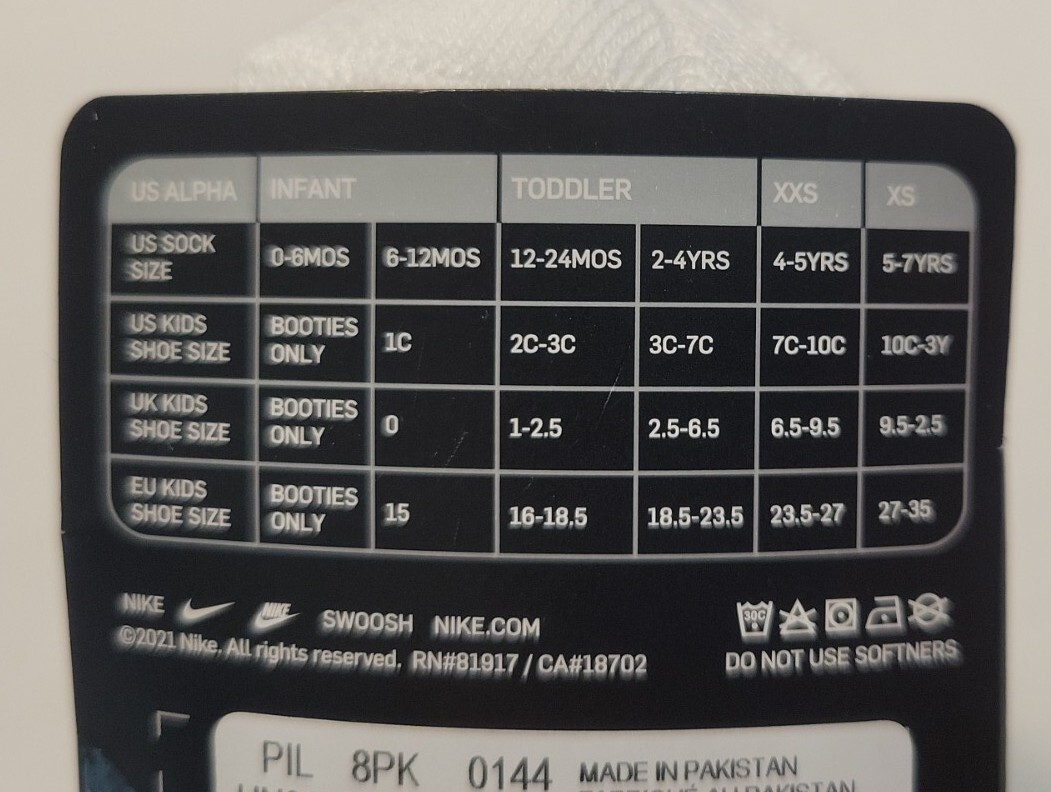 US ALPHA INFANT TODDLER XXS XS
US SOCK SIZE 0-6MOS 6-12MOS 12-24MOS 2-4YRS 4-5YRS 5-7YRS
US KIDS SHOE SIZE BOOTIES ONLY 1C 2C-3C 3C-7C 7C-10C 10C-3Y
UK KIDS SHOE SIZE BOOTIES ONLY 0 1-2.5 2.5-6.5 6.5-9.5 9.5-2.5
EU KIDS SHOE SIZE BOOTIES ONLY 15 16-18.5 18.5-23.5 23.5-27 27-35
NIKE NIKE SWOOSH NIKE.COM
©2021 Nike. All rights reserved. RN#81917 / CA#18702
30C
DO NOT USE SOFTNERS
PIL 8PK 0144 MADE IN PAKISTAN
FABRIQUÉ AU PAKISTAN